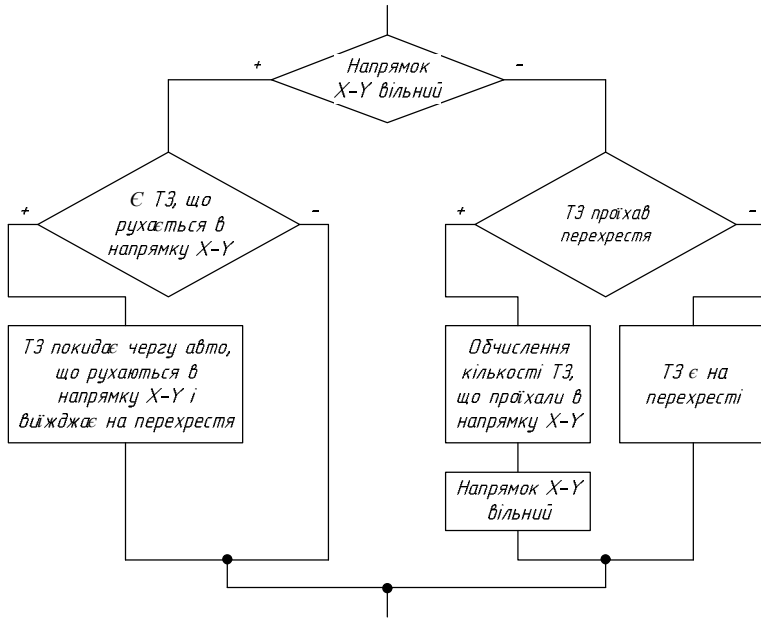 Напрямок
X-Y вільний
+
-
Є ТЗ, що
рухається в
напрямку X-Y
+
-
ТЗ проїхав
перехрестя
+
-
ТЗ покидає чергу авто,
що рухаються в
напрямку X-Y і
виїжджає на перехрестя
Обчислення
кількості ТЗ,
що проїхали в
напрямку X-Y
ТЗ є на
перехресті
Напрямок X-Y
вільний